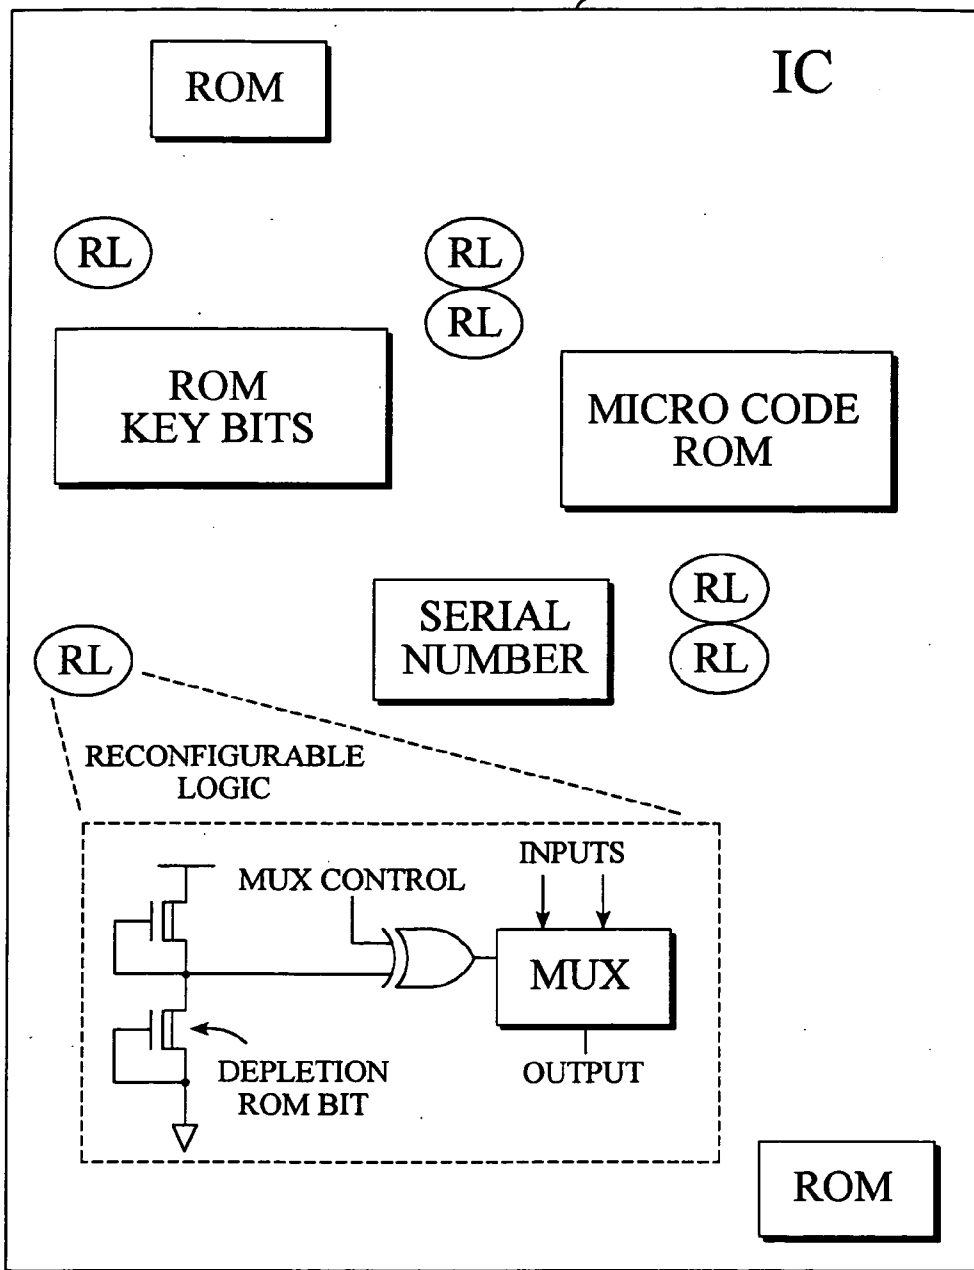 ROM
IC
RL
RL
RL
ROM
KEY BITS
MICRO CODE
ROM
SERIAL
NUMBER
RL
RL
RL
RECONFIGURABLE
LOGIC
INPUTS
MUX CONTROL
MUX
DEPLETION
ROM BIT
OUTPUT
ROM